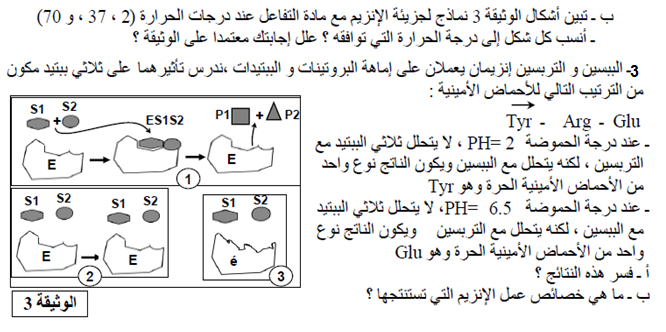 ب ـ تبين أشكال الوثيقة 3 نماذج لجزيئة الإنزيم مع مادة التفاعل عند درجات الحرارة (2 ، 37 ، و 70)
ـ أنسب كل شكل إلى درجة الحرارة التي توافقه ؟ علل إجابتك معتمدا على الوثيقة ؟
3ـ الببسين و التربسين إنزيمان يعملان على إماهة البروتينات و الببتيدات ،ندرس تأثيرهما على ثلاثي ببتيد مكون
من الترتيب التالي للأحماض الأمينية :
Tyr - Arg - Glu
ـ عند درجة الحموضة PH= 2 ، لا يتحلل ثلاثي الببتيد مع
التربسين ، لكنه يتحلل مع الببسين ويكون الناتج نوع واحد
من الأحماض الأمينية الحرة وهو Tyr
ـ عند درجة الحموضة PH= 6.5، لا يتحلل ثلاثي الببتيد
مع الببسين ، لكنه يتحلل مع التربسين ويكون الناتج نوع
واحد من الأحماض الأمينية الحرة وهو Glu
أ ـ فسر هذه النتائج ؟
ب ـ ما هي خصائص عمل الإنزيم التي تستنتجها ؟
S1 S2 ES1S2 P1 P2
+ +
E E
1
S1 S2 S1 S2
E E
2
S1 S2
é
3
الوثيقة 3